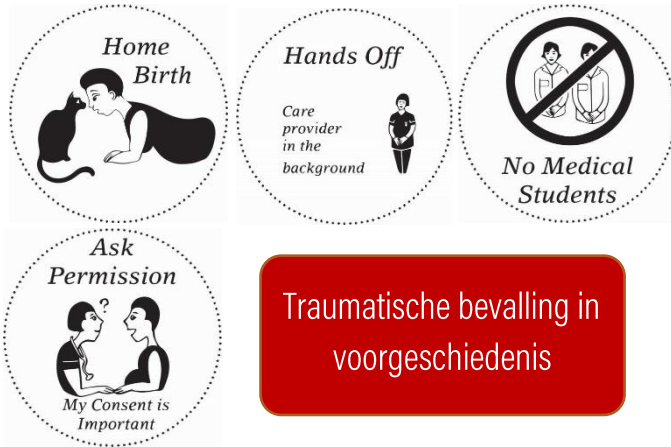 Home
Birth
Hands Off
Care
provider
in the
background
No Medical
Students
Ask
Permission
?
My Consent is
Important
Traumatische bevalling in
voorgeschiedenis